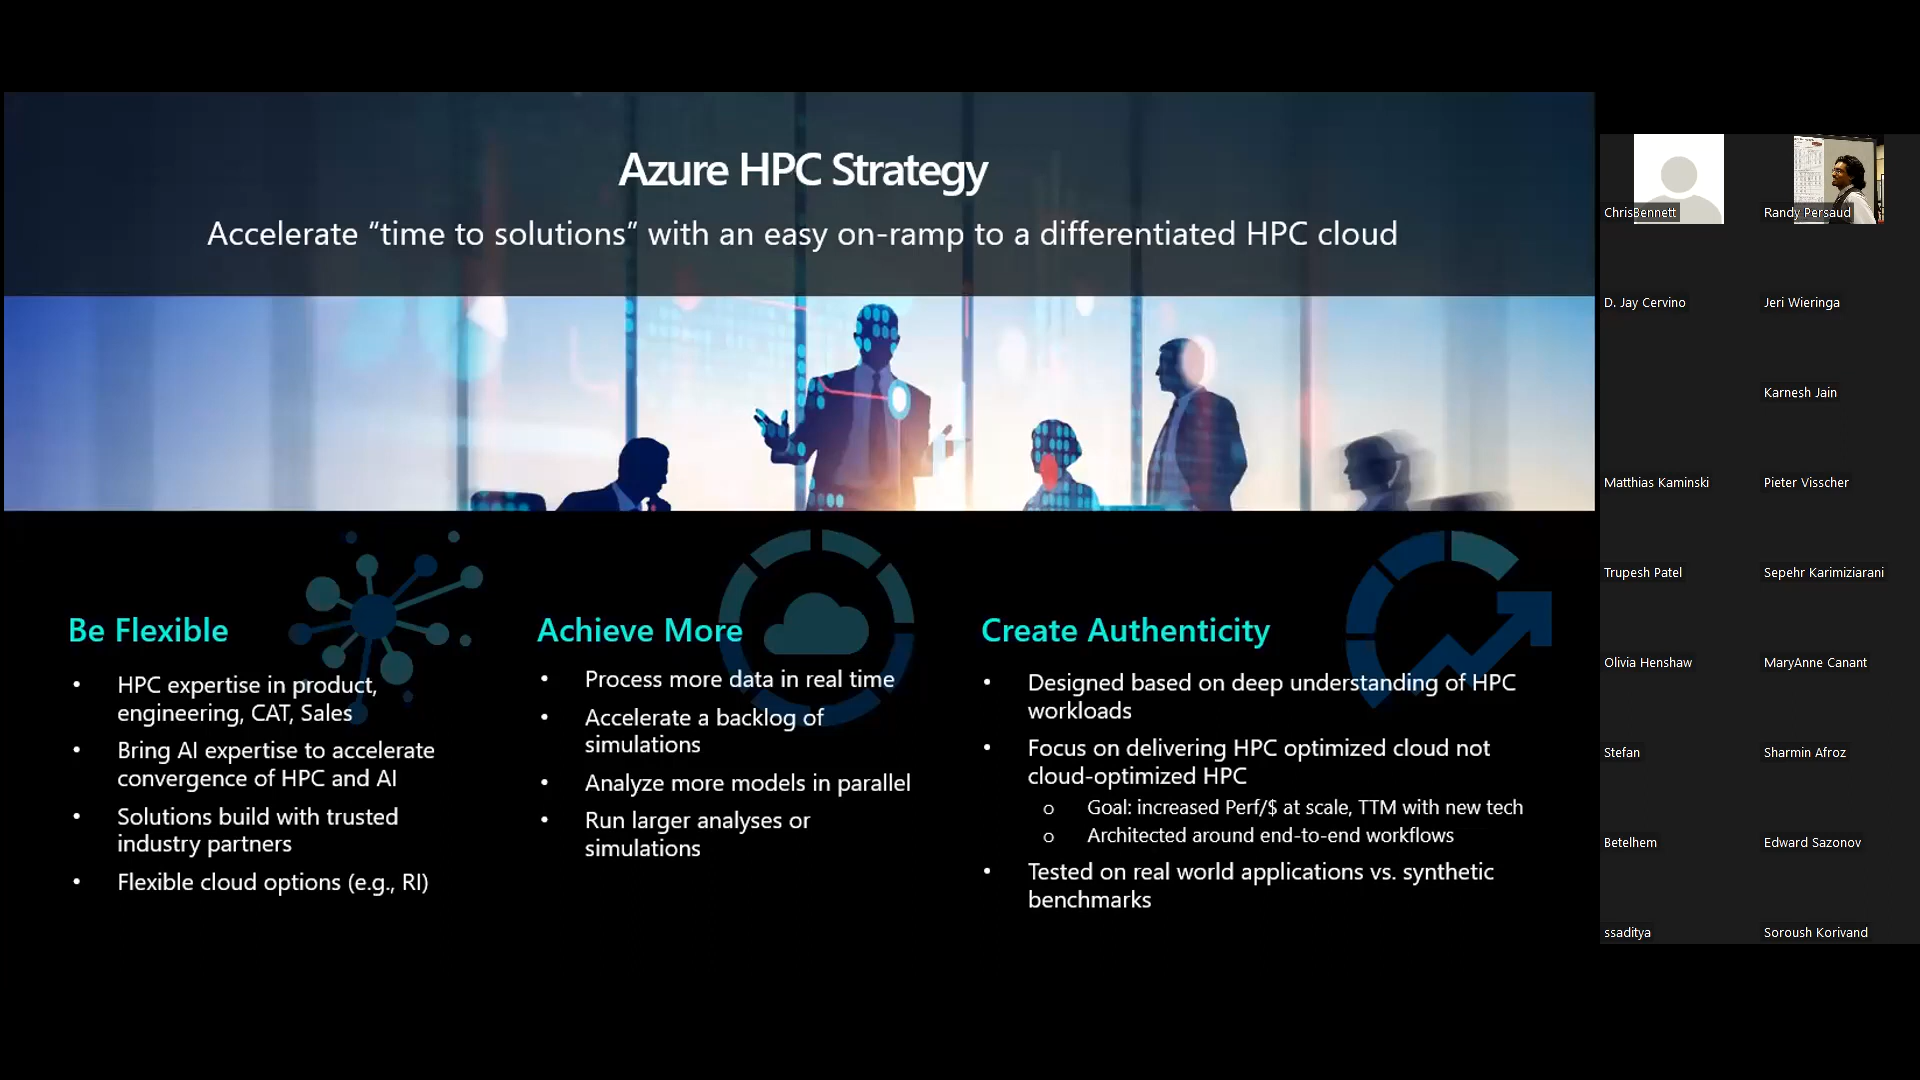 Azure HPC Strategy
Accelerate “time to solutions” with an easy on-ramp to a differentiated HPC cloud
Be Flexible
• HPC expertise in product,
engineering, CAT, Sales
• Bring AI expertise to accelerate
convergence of HPC and AI
• Solutions build with trusted
industry partners
• Flexible cloud options (e.g., RI)
Achieve More
• Process more data in real time
• Accelerate a backlog of
simulations
• Analyze more models in parallel
• Run larger analyses or
simulations
Create Authenticity
• Designed based on deep understanding of HPC
workloads
• Focus on delivering HPC optimized cloud not
cloud-optimized HPC
o Goal: increased Perf/$ at scale, TTM with new tech
o Architected around end-to-end workflows
• Tested on real world applications vs. synthetic
benchmarks
ChrisBennett
Randy Persaud
D. Jay Cervino
Jeri Wieringa
Karnesh Jain
Matthias Kaminski
Pieter Visscher
Trupesh Patel
Sepehr Karimiziarani
Olivia Henshaw
MaryAnne Canant
Stefan
Sharmin Afroz
Betelhem
Edward Sazonov
ssaditya
Soroush Korivand